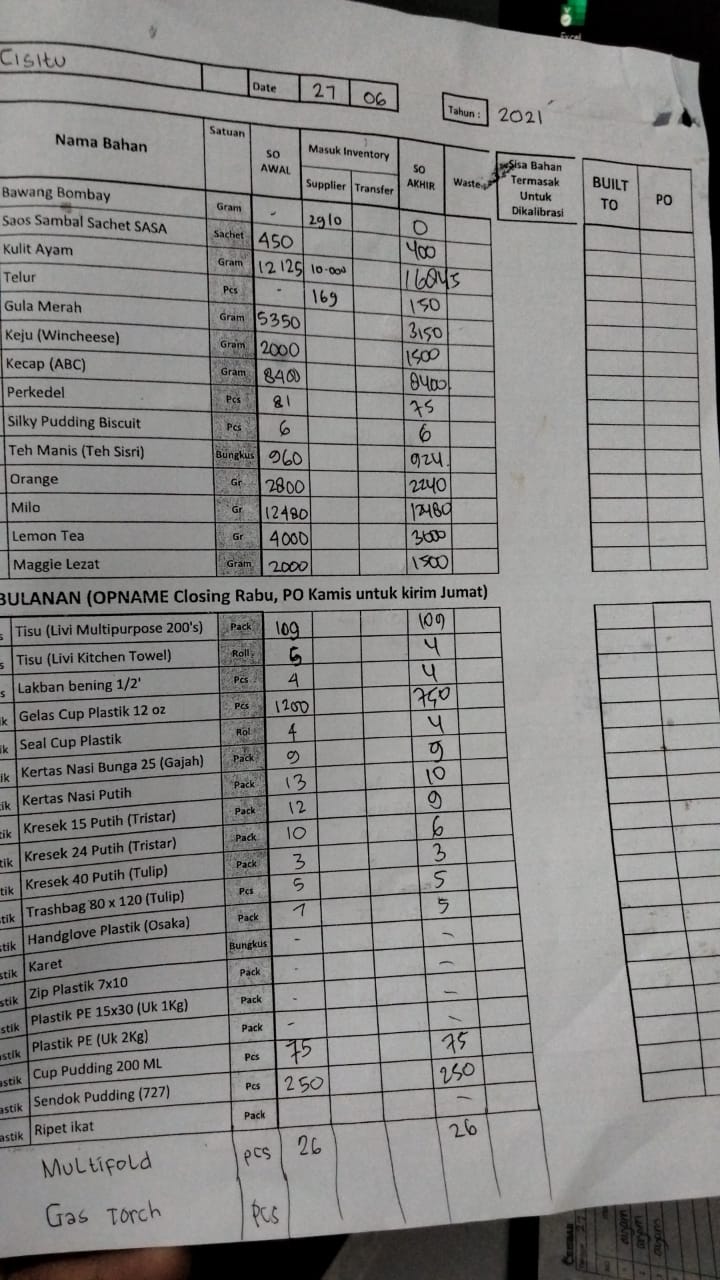 Excel
Cisitu Date 27 06 Tahun : 2021
Nama Bahan Satuan SO AWAL Masuk Inventory Supplier Transfer SO AKHIR Waste Sisa Bahan Termasak Untuk Dikalibrasi BUILT TO PO
Bawang Bombay Gram - 2910 0
Saos Sambal Sachet SASA Sachet 450 400
Kulit Ayam Gram 12125 10.000
Telur Pcs - 169 150
Gula Merah Gram 5350 3150
Keju (Wincheese) Gram 2000 1500
Kecap (ABC) Gram 8400 8400
Perkedel Pcs 81 75
Silky Pudding Biscuit Pcs 6 6
Teh Manis (Teh Sisri) Bungkus 960 924
Orange Gr 2800 2240
Milo Gr 12480 12480
Lemon Tea Gr 4000 3600
Maggie Lezat Gram 2000 1500
BULANAN (OPNAME Closing Rabu, PO Kamis untuk kirim Jumat)
s Tisu (Livi Multipurpose 200's) Pack 109 109
s Tisu (Livi Kitchen Towel) Roll 5 4
s Lakban bening 1/2' Pcs 4 4
ik Gelas Cup Plastik 12 oz Pcs 1200 750
ik Seal Cup Plastik Rol 4 4
ik Kertas Nasi Bunga 25 (Gajah) Pack 9 9
ik Kertas Nasi Putih Pack 13 10
tik Kresek 15 Putih (Tristar) Pack 12 9
tik Kresek 24 Putih (Tristar) Pack 10 6
tik Kresek 40 Putih (Tulip) Pack 3 3
tik Trashbag 80 x 120 (Tulip) Pcs 5 5
stik Handglove Plastik (Osaka) Pack 7 5
stik Karet Bungkus - -
stik Zip Plastik 7x10 Pack - -
stik Plastik PE 15x30 (Uk 1Kg) Pack - -
astik Plastik PE (Uk 2Kg) Pack - -
astik Cup Pudding 200 ML Pcs 75 75
astik Sendok Pudding (727) Pcs 250 250
astik Ripet ikat Pack -
Multifold pcs 26 26
Gas Torch pcs